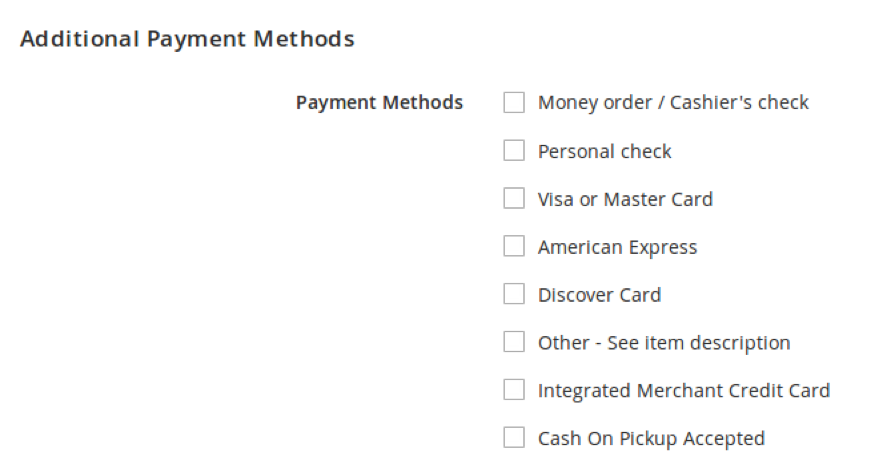 Additional Payment Methods
Payment Methods
Money order / Cashier's check
Personal check
Visa or Master Card
American Express
Discover Card
Other - See item description
Integrated Merchant Credit Card
Cash On Pickup Accepted